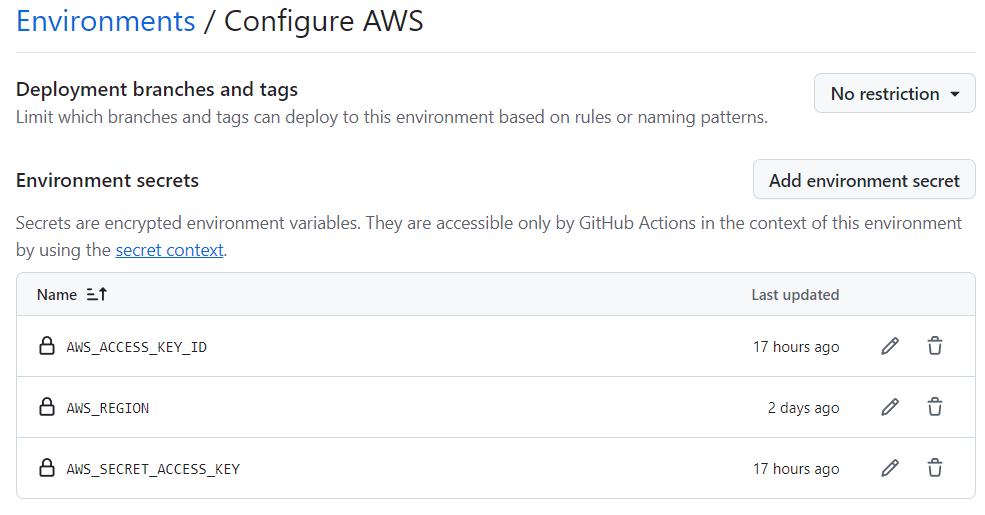 Environments / Configure AWS
Deployment branches and tags
No restriction
Limit which branches and tags can deploy to this environment based on rules or naming patterns.
Environment secrets
Add environment secret
Secrets are encrypted environment variables. They are accessible only by GitHub Actions in the context of this environment
by using the secret context.
Name Last updated
AWS_ACCESS_KEY_ID 17 hours ago
AWS_REGION 2 days ago
AWS_SECRET_ACCESS_KEY 17 hours ago